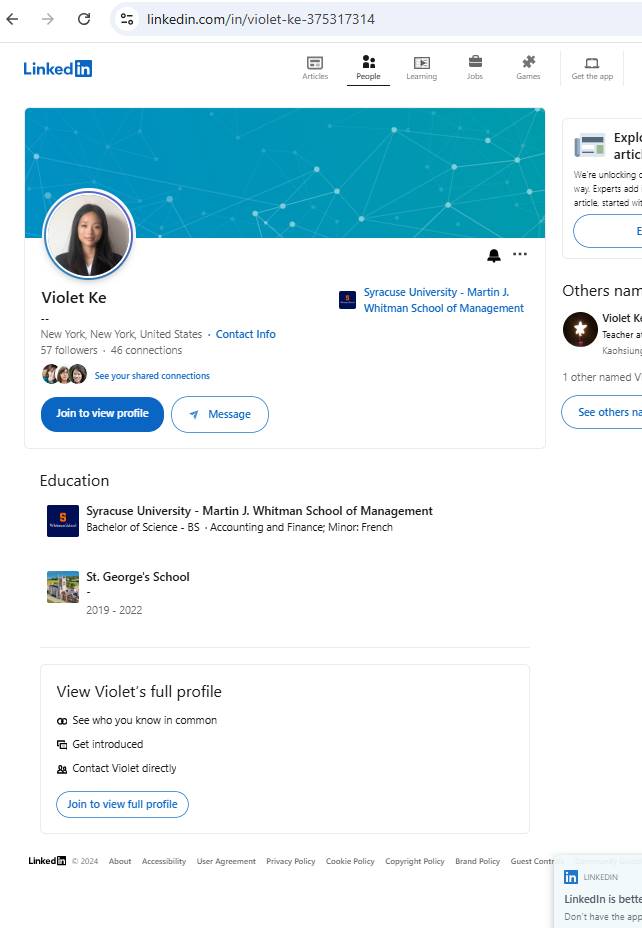 linkedin.com/in/violet-ke-375317314
LinkedIn
Articles
People
Learning
Jobs
Games
Get the app
Violet Ke
--
New York, New York, United States · Contact Info
57 followers · 46 connections
See your shared connections
Join to view profile
Message
S
Syracuse University - Martin J.
Whitman School of Management
Education
S
Syracuse University - Martin J. Whitman School of Management
Bachelor of Science - BS · Accounting and Finance; Minor: French
St. George's School
-
2019 - 2022
View Violet's full profile
See who you know in common
Get introduced
Contact Violet directly
Join to view full profile
Explo
artic
We're unlocking c
way. Experts add
article, started wit
E
Others nam
Violet Ke
Teacher at
Kaohsiung
1 other named V
See others na
LinkedIn © 2024 About Accessibility User Agreement Privacy Policy Cookie Policy Copyright Policy Brand Policy Guest Contr
in LINKEDIN
LinkedIn is bette
Don't have the app